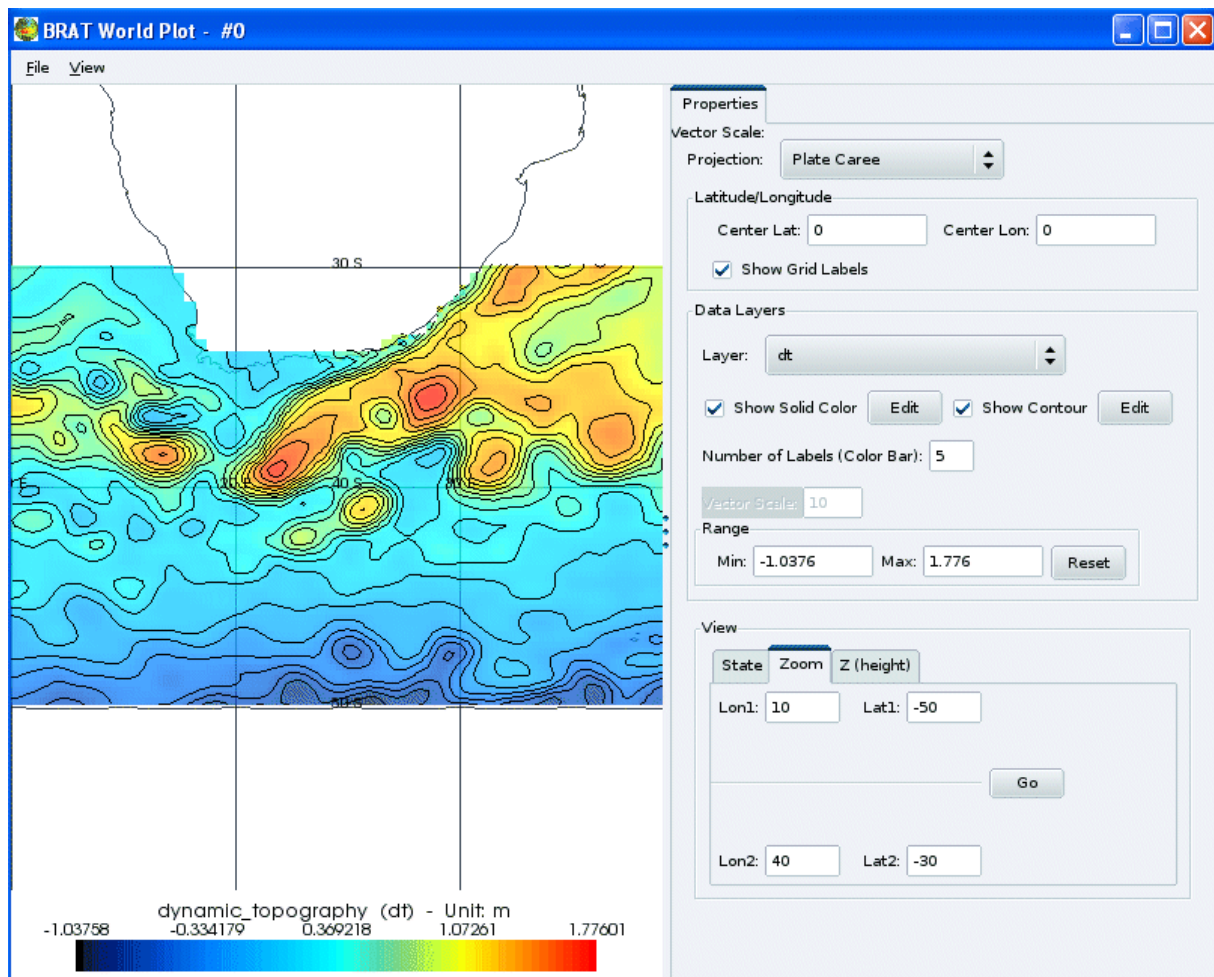 BRAT World Plot - #0
File View
Properties
Vector Scale:
Projection: Plate Caree
Latitude/Longitude
Center Lat: 0 Center Lon: 0
Show Grid Labels
Data Layers
Layer: dt
Show Solid Color Edit Show Contour Edit
Number of Labels (Color Bar): 5
Vector Scale: 10
Range
Min: -1.0376 Max: 1.776 Reset
View
State Zoom Z (height)
Lon1: 10 Lat1: -50
Go
Lon2: 40 Lat2: -30
30 S
20 E 40 S
50 S
dynamic_topography (dt) - Unit: m
-1.03758 -0.334179 0.369218 1.07261 1.77601